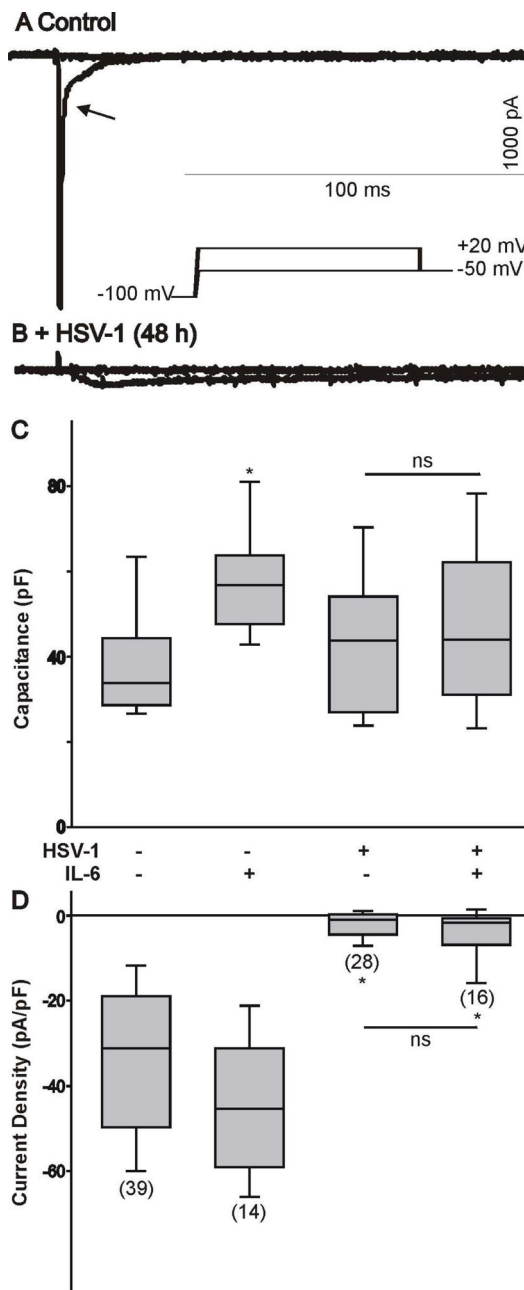 A Control
1000 pA
100 ms
+20 mV
-50 mV
-100 mV
B + HSV-1 (48 h)
C
ns
*
80
Capacitance (pF)
40
0
HSV-1 - - + +
IL-6 - + - +
D
0
(28)
(16)
* *
-20
ns
Current Density (pA/pF)
-40
-60
(39)
(14)